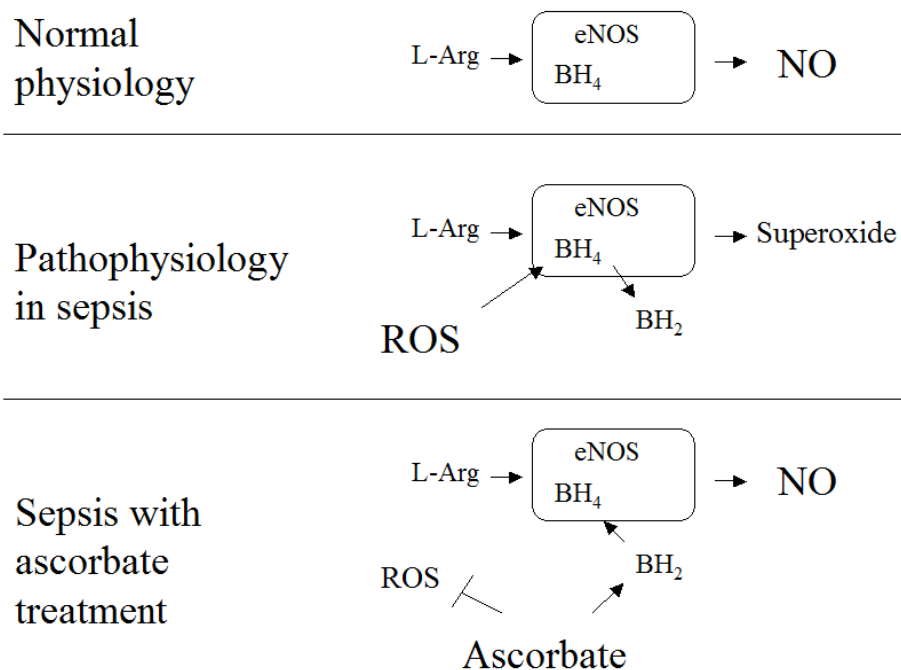 Normal
physiology
eNOS
L-Arg
BH₄
NO
Pathophysiology
in sepsis
eNOS
L-Arg
BH₄
Superoxide
ROS
BH₂
Sepsis with
ascorbate
treatment
eNOS
L-Arg
BH₄
NO
ROS
BH₂
Ascorbate